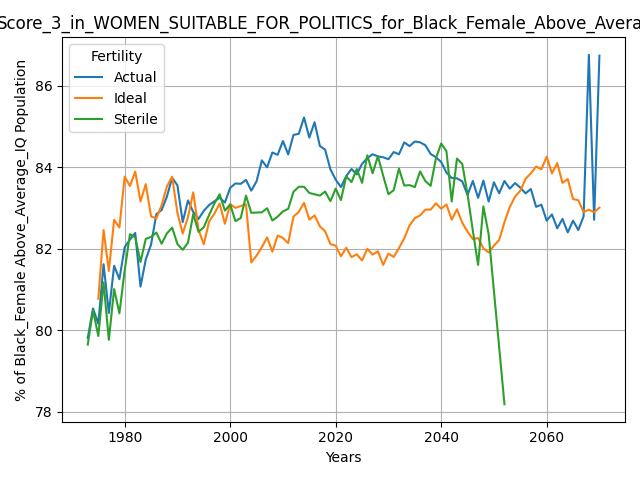 Score_3_in_WOMEN_SUITABLE_FOR_POLITICS_for_Black_Female_Above_Avera
Fertility
Actual
Ideal
Sterile
% of Black_Female Above_Average_IQ Population
86
84
82
80
78
1980
2000
2020
2040
2060
Years